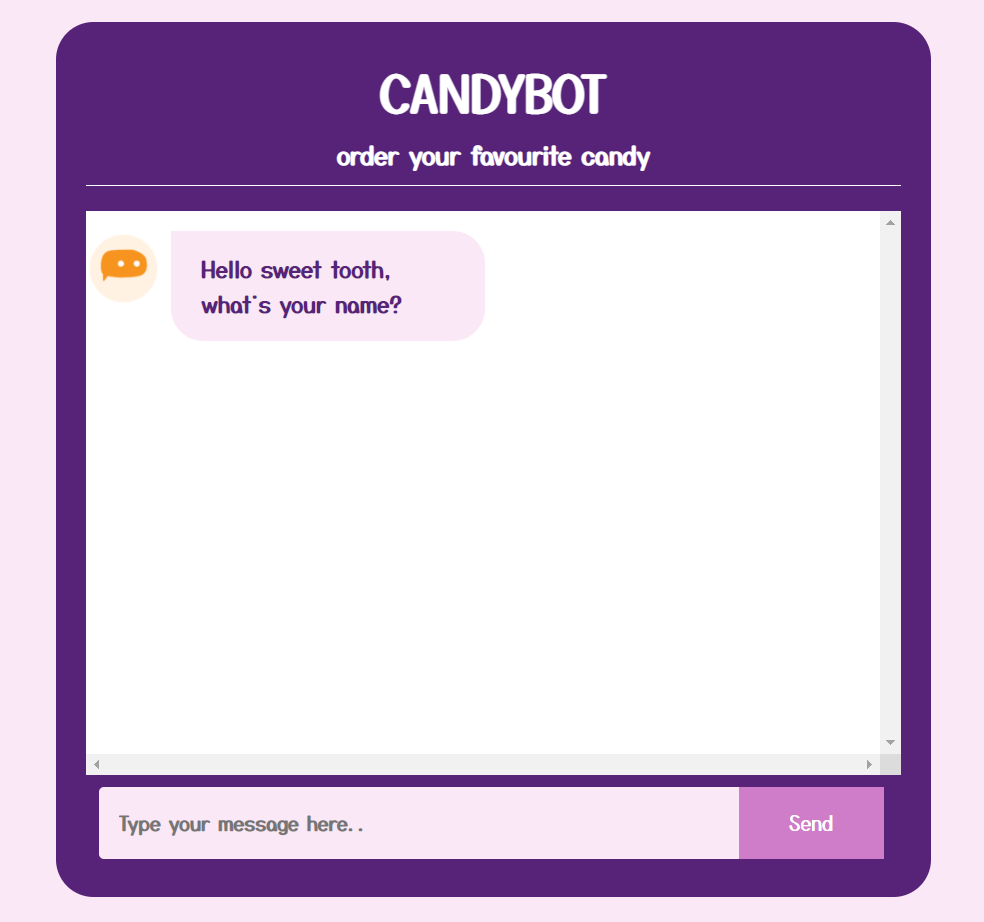 CANDYBOT
order your favourite candy
Hello sweet tooth,
what's your name?
Type your message here..
Send